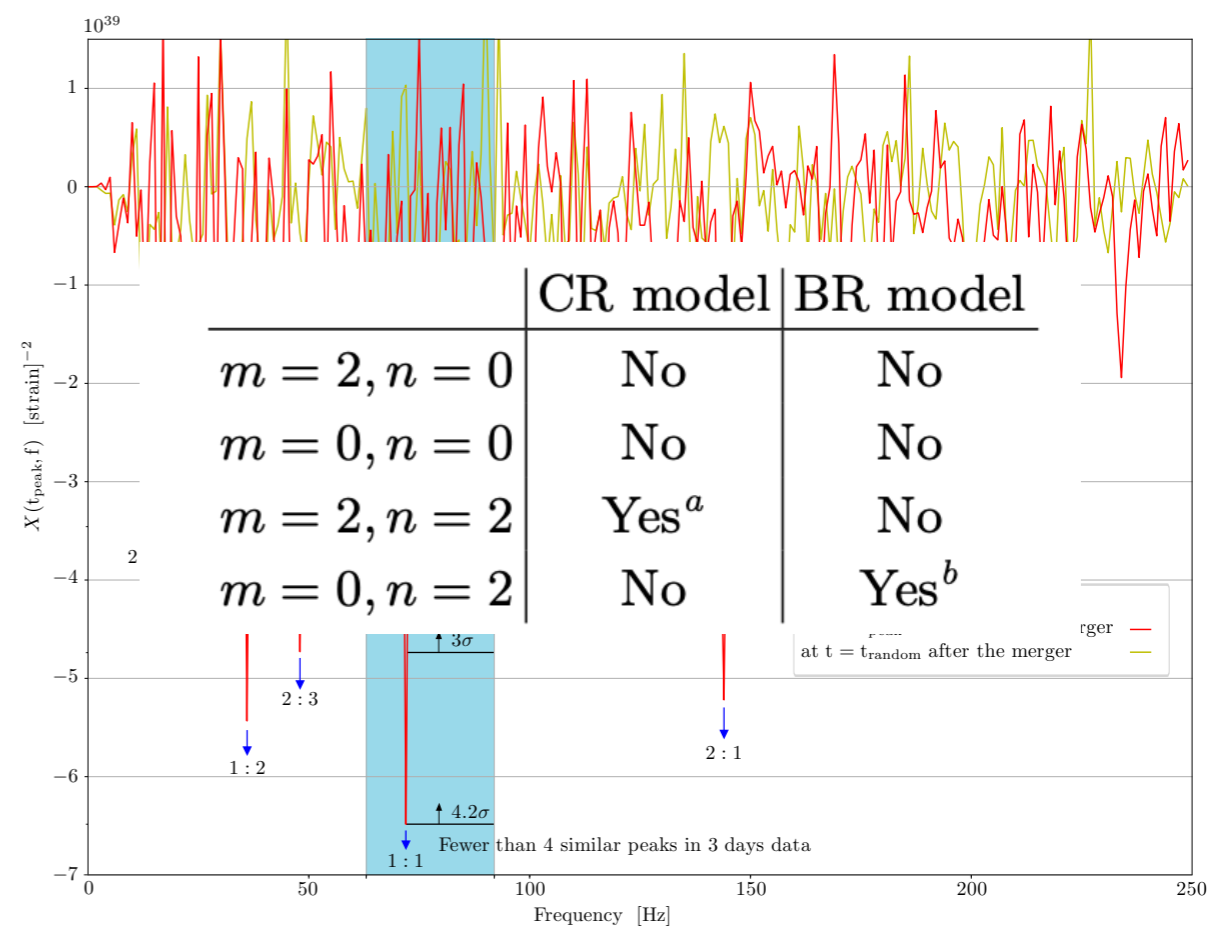 10^39
1
0
−1
−2
−3
−4
−5
−6
−7
X(t_peak, f) [strain]^−2
CR model BR model
m = 2, n = 0 No No
m = 0, n = 0 No No
m = 2, n = 2 Yes^a No
m = 0, n = 2 No Yes^b
2
rger
at t = t_random after the merger
3σ
2 : 3
1 : 2
2 : 1
4.2σ
Fewer than 4 similar peaks in 3 days data
1 : 1
0 50 100 150 200 250
Frequency [Hz]